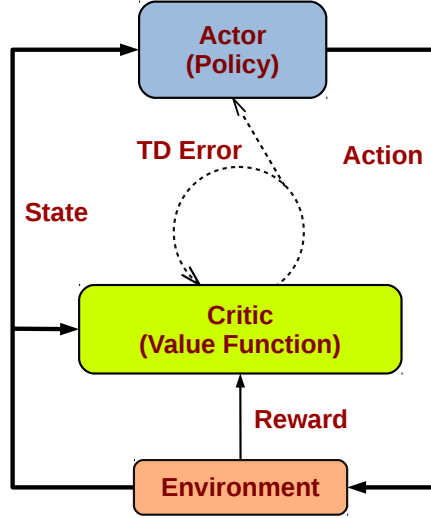 Actor
(Policy)
TD Error
Action
State
Critic
(Value Function)
Reward
Environment